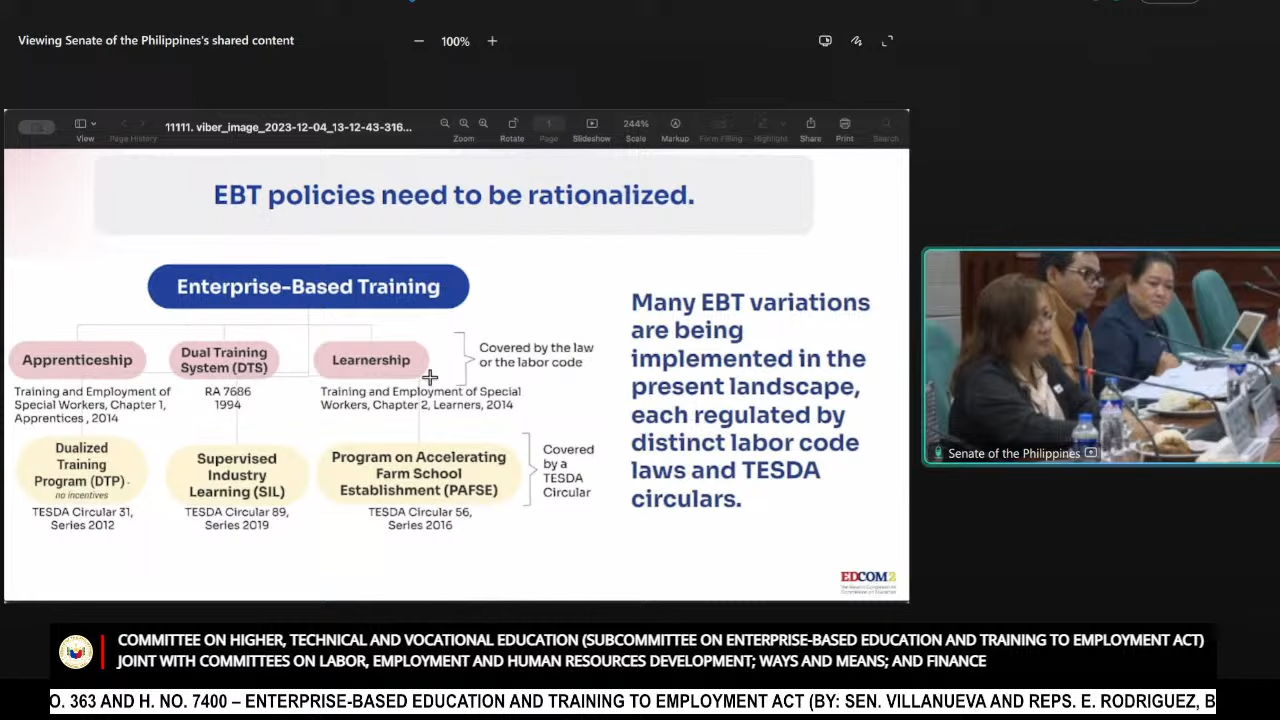 Viewing Senate of the Philippines's shared content
100%
11111. viber_image_2023-12-04_13-12-43-316...
244%
View
Page History
Zoom
Rotate
Page
Slideshow
Scale
Markup
Form Filling
Highlight
Share
Print
Search
EBT policies need to be rationalized.
Enterprise-Based Training
Apprenticeship
Dual Training
System (DTS)
Learnership
Covered by the law
or the labor code
Training and Employment of
Special Workers, Chapter 1,
Apprentices , 2014
RA 7686
1994
Training and Employment of Special
Workers, Chapter 2, Learners, 2014
Dualized
Training
Program (DTP) -
no incentives
Supervised
Industry
Learning (SIL)
Program on Accelerating
Farm School
Establishment (PAFSE)
Covered
by a
TESDA
Circular
TESDA Circular 31,
Series 2012
TESDA Circular 89,
Series 2019
TESDA Circular 56,
Series 2016
Many EBT variations
are being
implemented in the
present landscape,
each regulated by
distinct labor code
laws and TESDA
circulars.
EDCOM2
Senate of the Philippines
COMMITTEE ON HIGHER, TECHNICAL AND VOCATIONAL EDUCATION (SUBCOMMITTEE ON ENTERPRISE-BASED EDUCATION AND TRAINING TO EMPLOYMENT ACT)
JOINT WITH COMMITTEES ON LABOR, EMPLOYMENT AND HUMAN RESOURCES DEVELOPMENT; WAYS AND MEANS; AND FINANCE
O. 363 AND H. NO. 7400 – ENTERPRISE-BASED EDUCATION AND TRAINING TO EMPLOYMENT ACT (BY: SEN. VILLANUEVA AND REPS. E. RODRIGUEZ, B